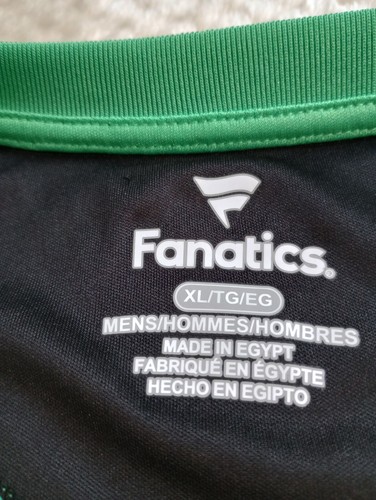 Fanatics.
XL/TG/EG
MENS/HOMMES/HOMBRES
MADE IN EGYPT
FABRIQUÉ EN ÉGYPTE
HECHO EN EGIPTO